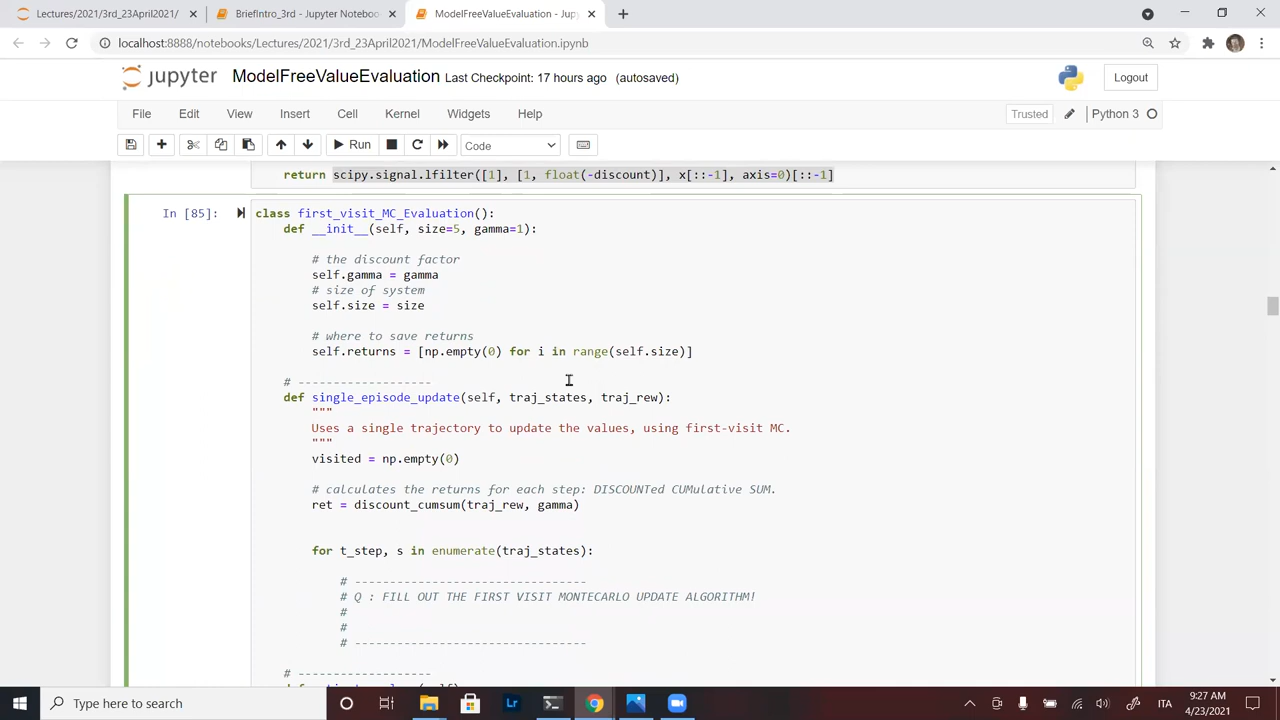 Lectures/2021/3rd_23April2021/
BriefIntro_3rd - Jupyter Noteboo
ModelFreeValueEvaluation - Jup
localhost:8888/notebooks/Lectures/2021/3rd_23April2021/ModelFreeValueEvaluation.ipynb
jupyter
ModelFreeValueEvaluation Last Checkpoint: 17 hours ago (autosaved)
Logout
File Edit View Insert Cell Kernel Widgets Help
Trusted
Python 3
Run
Code
return scipy.signal.lfilter([1], [1, float(-discount)], x[::-1], axis=0)[::-1]
In [85]:
class first_visit_MC_Evaluation():
def __init__(self, size=5, gamma=1):
# the discount factor
self.gamma = gamma
# size of system
self.size = size
# where to save returns
self.returns = [np.empty(0) for i in range(self.size)]
# -------------------
def single_episode_update(self, traj_states, traj_rew):
"""
Uses a single trajectory to update the values, using first-visit MC.
"""
visited = np.empty(0)
# calculates the returns for each step: DISCOUNTed CUMulative SUM.
ret = discount_cumsum(traj_rew, gamma)
for t_step, s in enumerate(traj_states):
# ---------------------------------
# Q : FILL OUT THE FIRST VISIT MONTECARLO UPDATE ALGORITHM!
#
#
# ---------------------------------
# -------------------
Type here to search
Lr
ITA
9:27 AM
4/23/2021